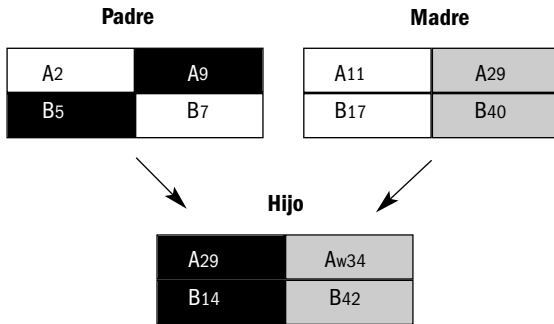 Padre Madre
A2 A9 A11 A29
B5 B7 B17 B40
Hijo
A29 Aw34
B14 B42